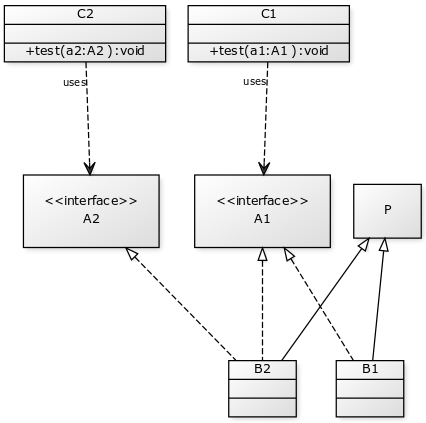 C2
+test(a2:A2 ):void
C1
+test(a1:A1 ):void
uses
uses
<<interface>>
A2
<<interface>>
A1
P
B2
B1